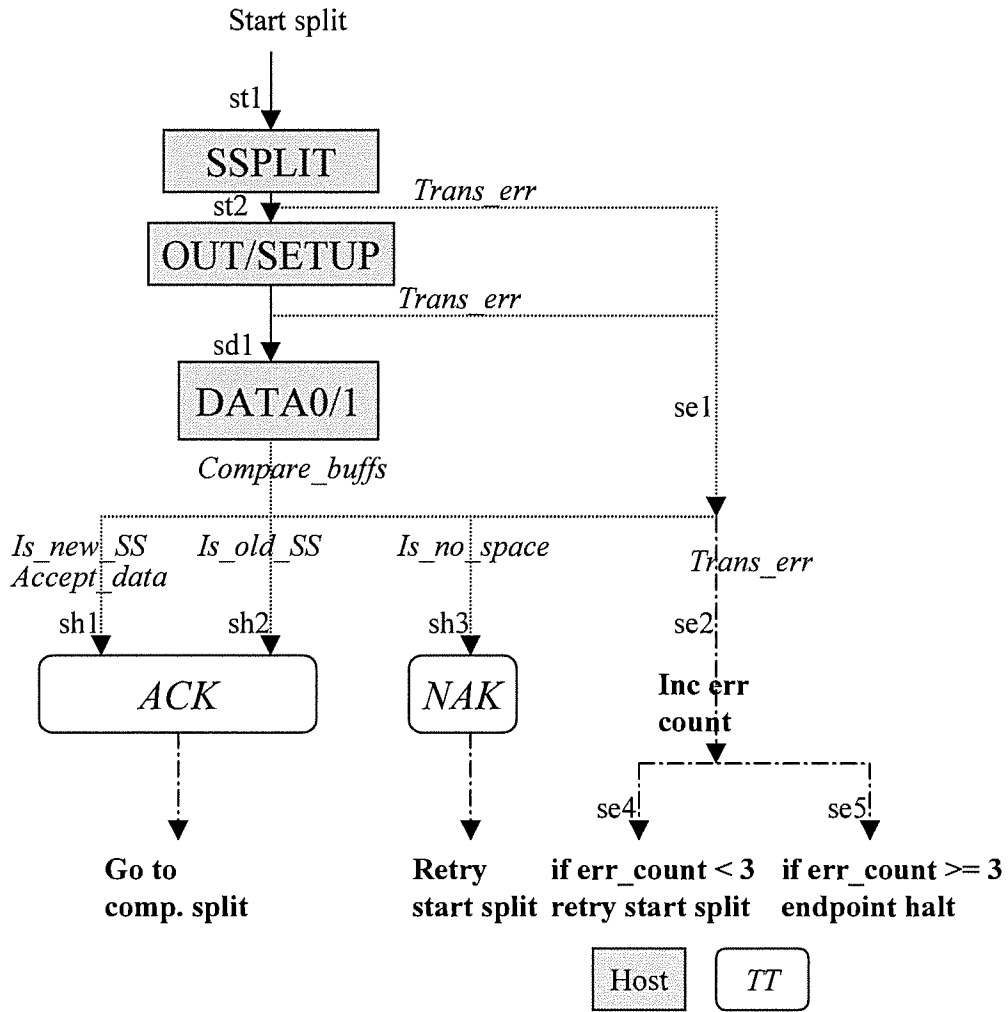 Start split
st1
SSPLIT
Trans_err
st2
OUT/SETUP
Trans_err
sd1
DATA0/1
se1
Compare_buffs
Is_new_SS
Accept_data
Is_old_SS
Is_no_space
Trans_err
sh1
sh2
sh3
se2
ACK
NAK
Inc err
count
se4
se5
Go to
comp. split
Retry
start split
if err_count < 3
retry start split
if err_count >= 3
endpoint halt
Host
TT